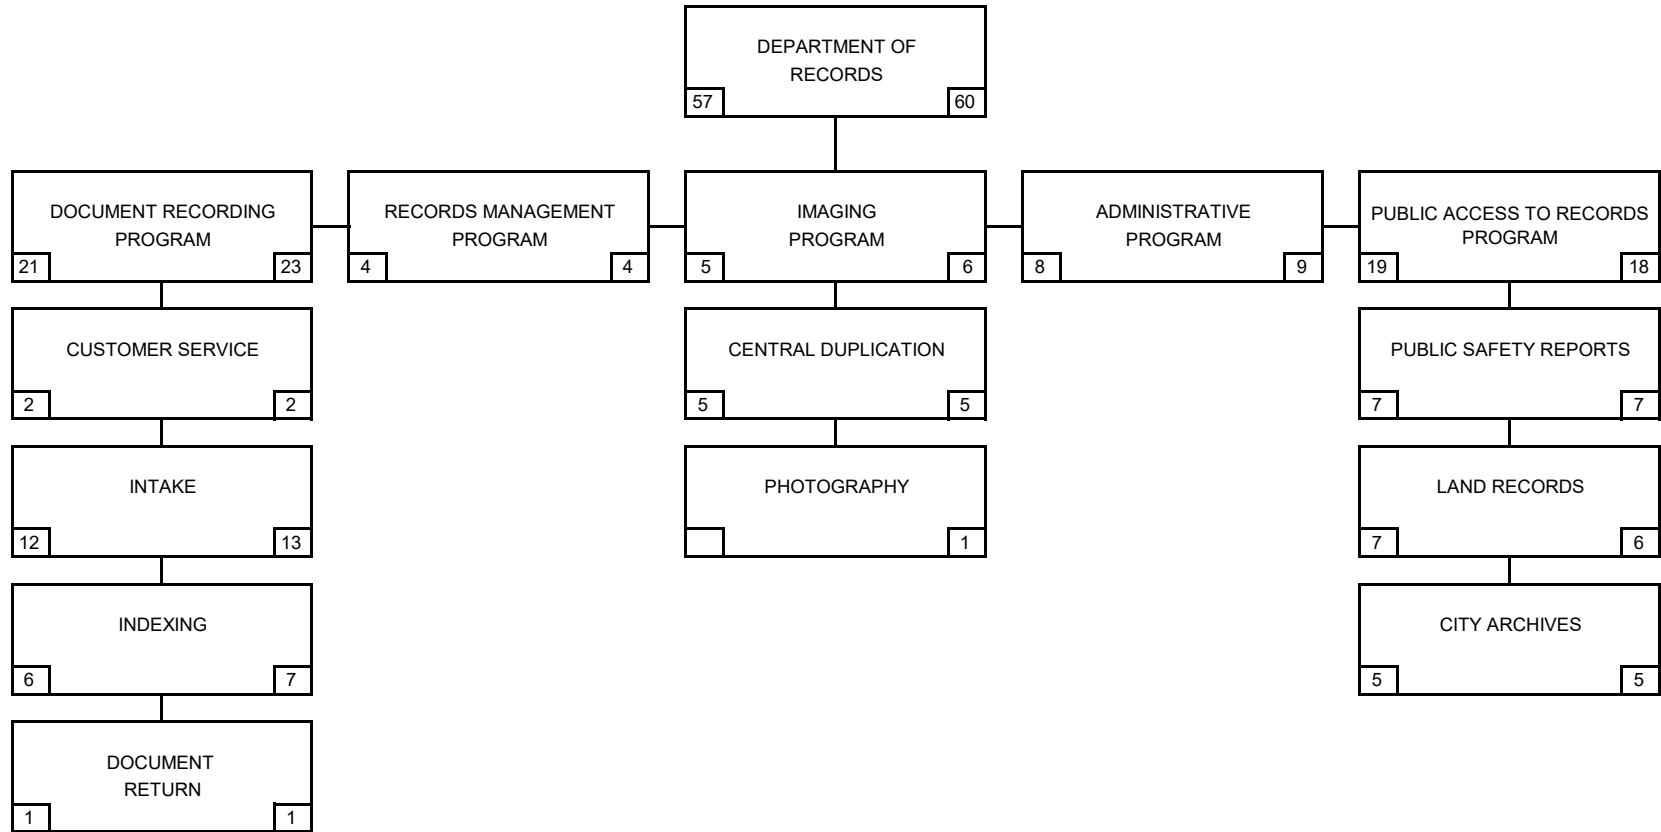 DEPARTMENT OF
RECORDS
57 60
DOCUMENT RECORDING
PROGRAM
21 23
RECORDS MANAGEMENT
PROGRAM
4 4
IMAGING
PROGRAM
5 6
ADMINISTRATIVE
PROGRAM
8 9
PUBLIC ACCESS TO RECORDS
PROGRAM
19 18
CUSTOMER SERVICE
2 2
CENTRAL DUPLICATION
5 5
PUBLIC SAFETY REPORTS
7 7
INTAKE
12 13
PHOTOGRAPHY
1
LAND RECORDS
7 6
INDEXING
6 7
CITY ARCHIVES
5 5
DOCUMENT
RETURN
1 1